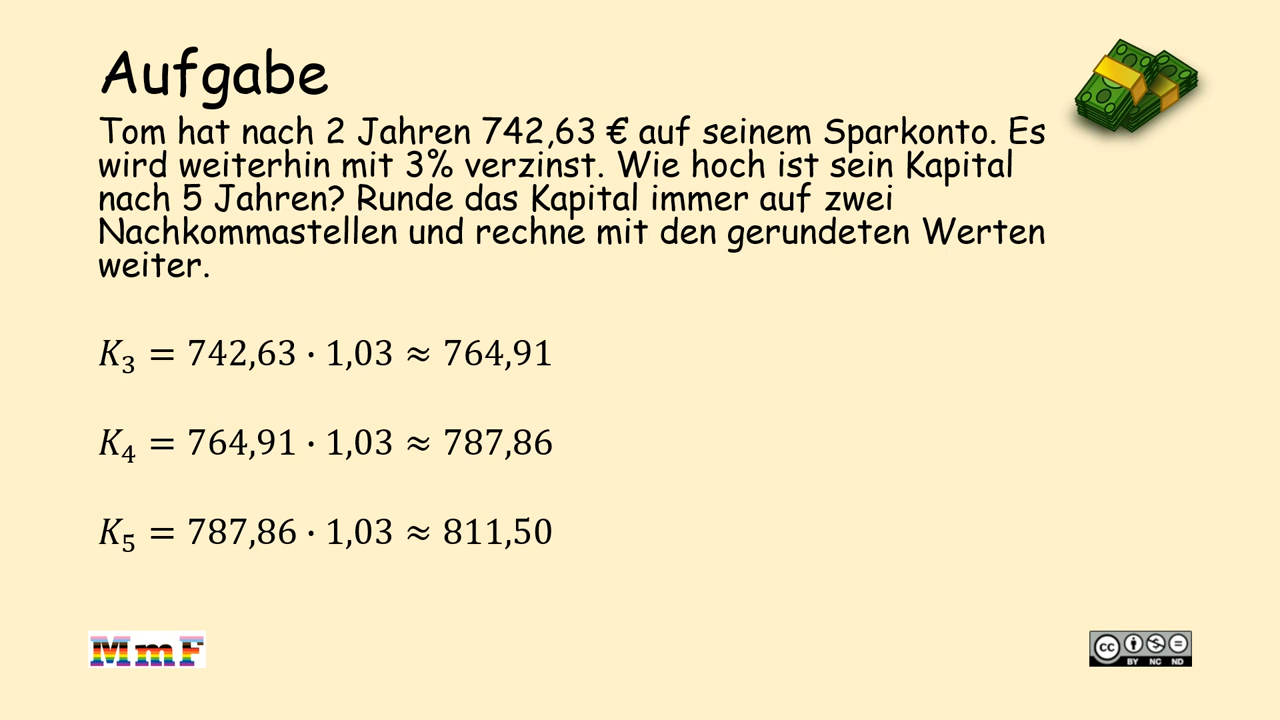 Aufgabe
Tom hat nach 2 Jahren 742,63 € auf seinem Sparkonto. Es
wird weiterhin mit 3% verzinst. Wie hoch ist sein Kapital
nach 5 Jahren? Runde das Kapital immer auf zwei
Nachkommastellen und rechne mit den gerundeten Werten
weiter.
K₃ = 742,63 · 1,03 ≈ 764,91
K₄ = 764,91 · 1,03 ≈ 787,86
K₅ = 787,86 · 1,03 ≈ 811,50
MmF
cc
BY NC ND